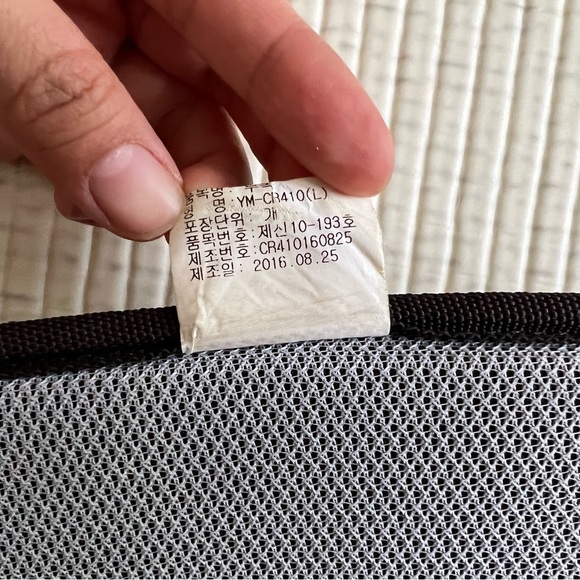 명 : YM-CR410(L)
포장단위 : 개
품목번호 : 제신10-193호
제조번호 : CR410160825
제조일 : 2016.08.25